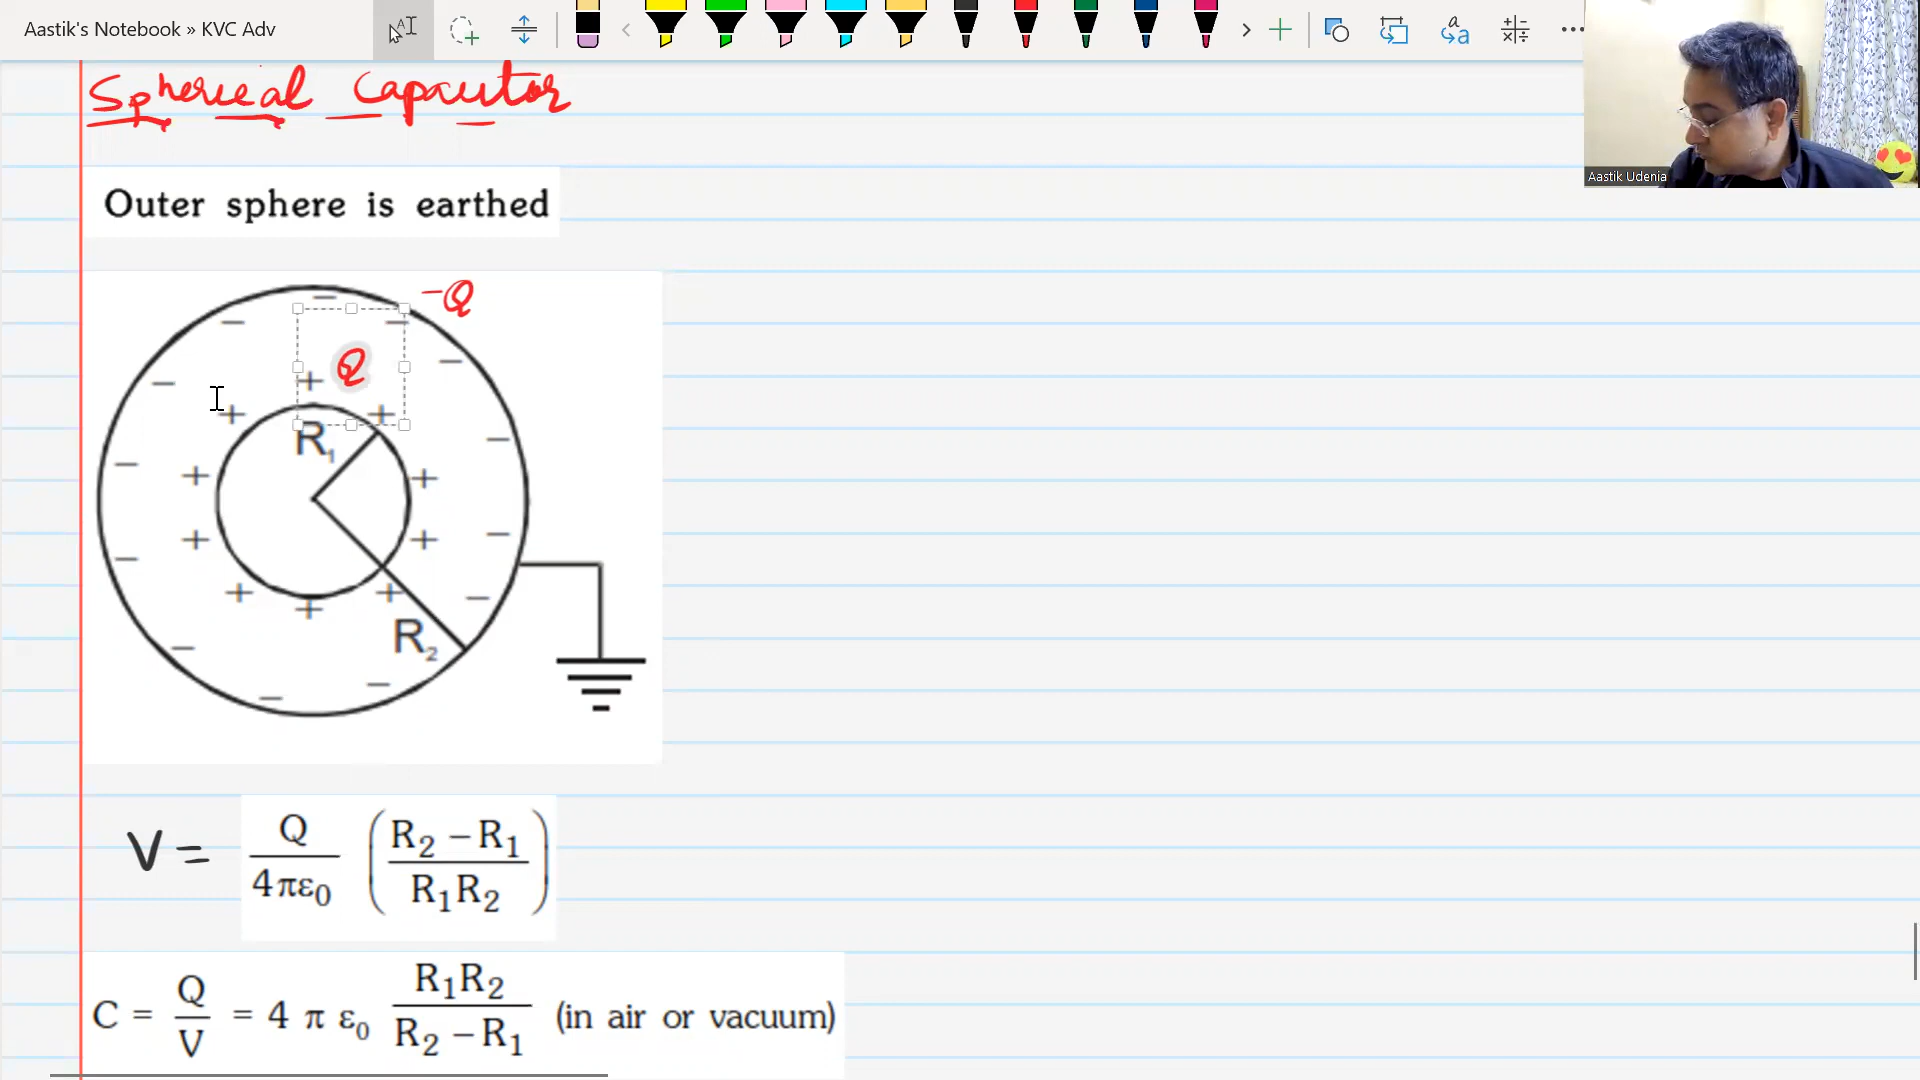 Aastik's Notebook » KVC Adv
Spherical Capacitor
Aastik Udenia
Outer sphere is earthed
-Q
Q
R₁
R₂
V = Q / 4πε₀ ( R₂ – R₁ / R₁R₂ )
C = Q / V = 4 π ε₀ R₁R₂ / R₂ – R₁ (in air or vacuum)